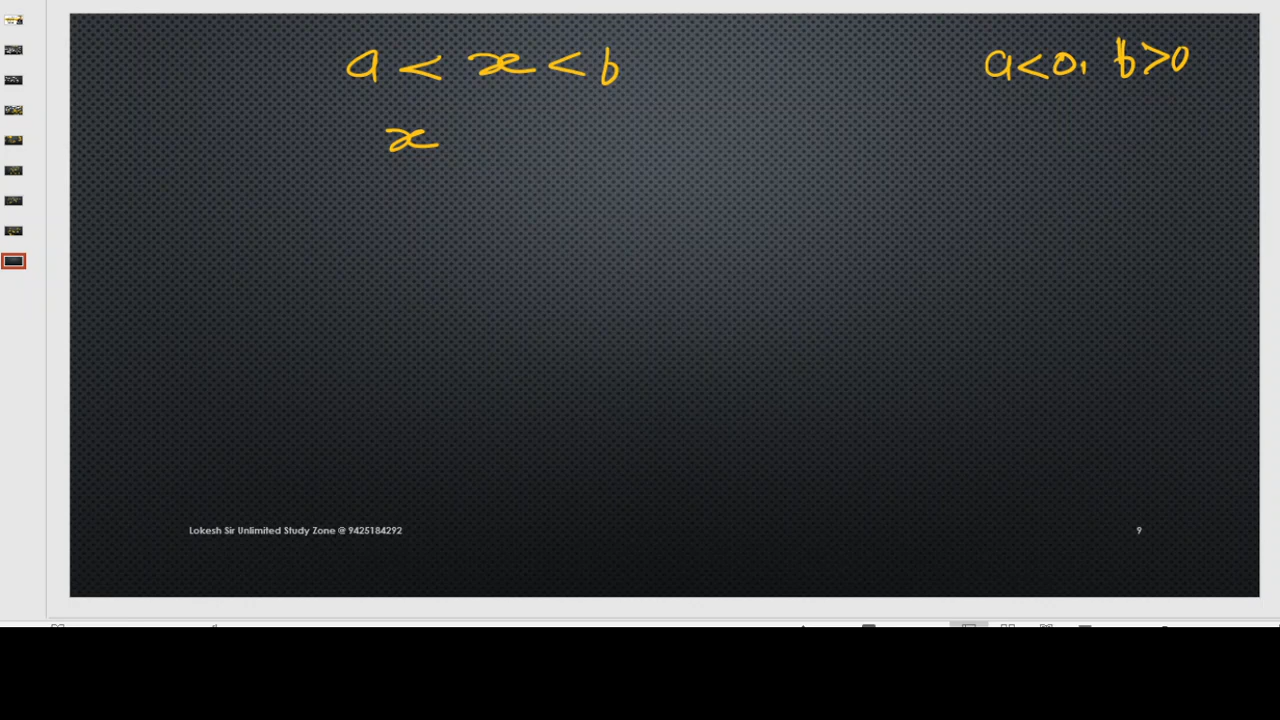 a < x < b a < 0, b > 0
x
Lokesh Sir Unlimited Study Zone @ 9425184292 9